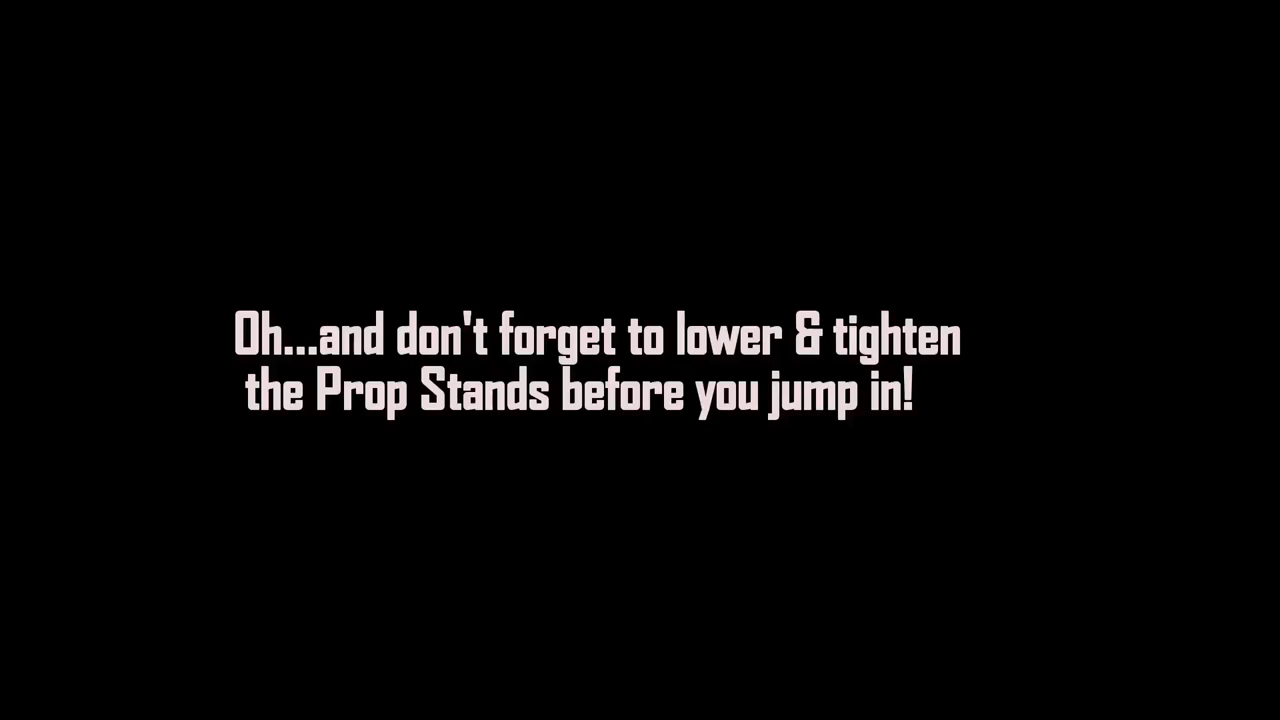 Oh...and don't forget to lower & tighten
the Prop Stands before you jump in!